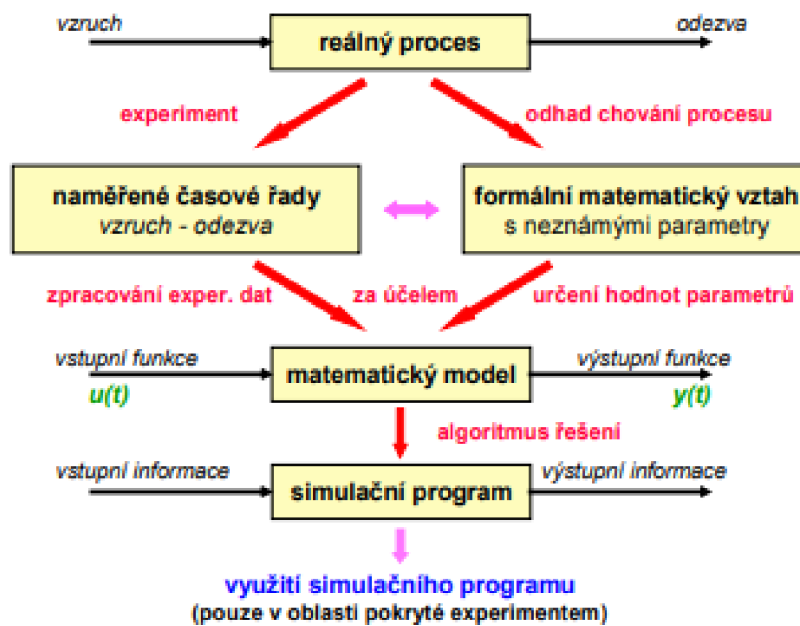 vzruch
reálný proces
odezva
experiment
odhad chování procesu
naměřené časové řady
vzruch - odezva
formální matematický vztah
s neznámými parametry
zpracování exper. dat
za účelem
určení hodnot parametrů
vstupní funkce
u(t)
matematický model
výstupní funkce
y(t)
algoritmus řešení
vstupní informace
simulační program
výstupní informace
využití simulačního programu
(pouze v oblasti pokryté experimentem)